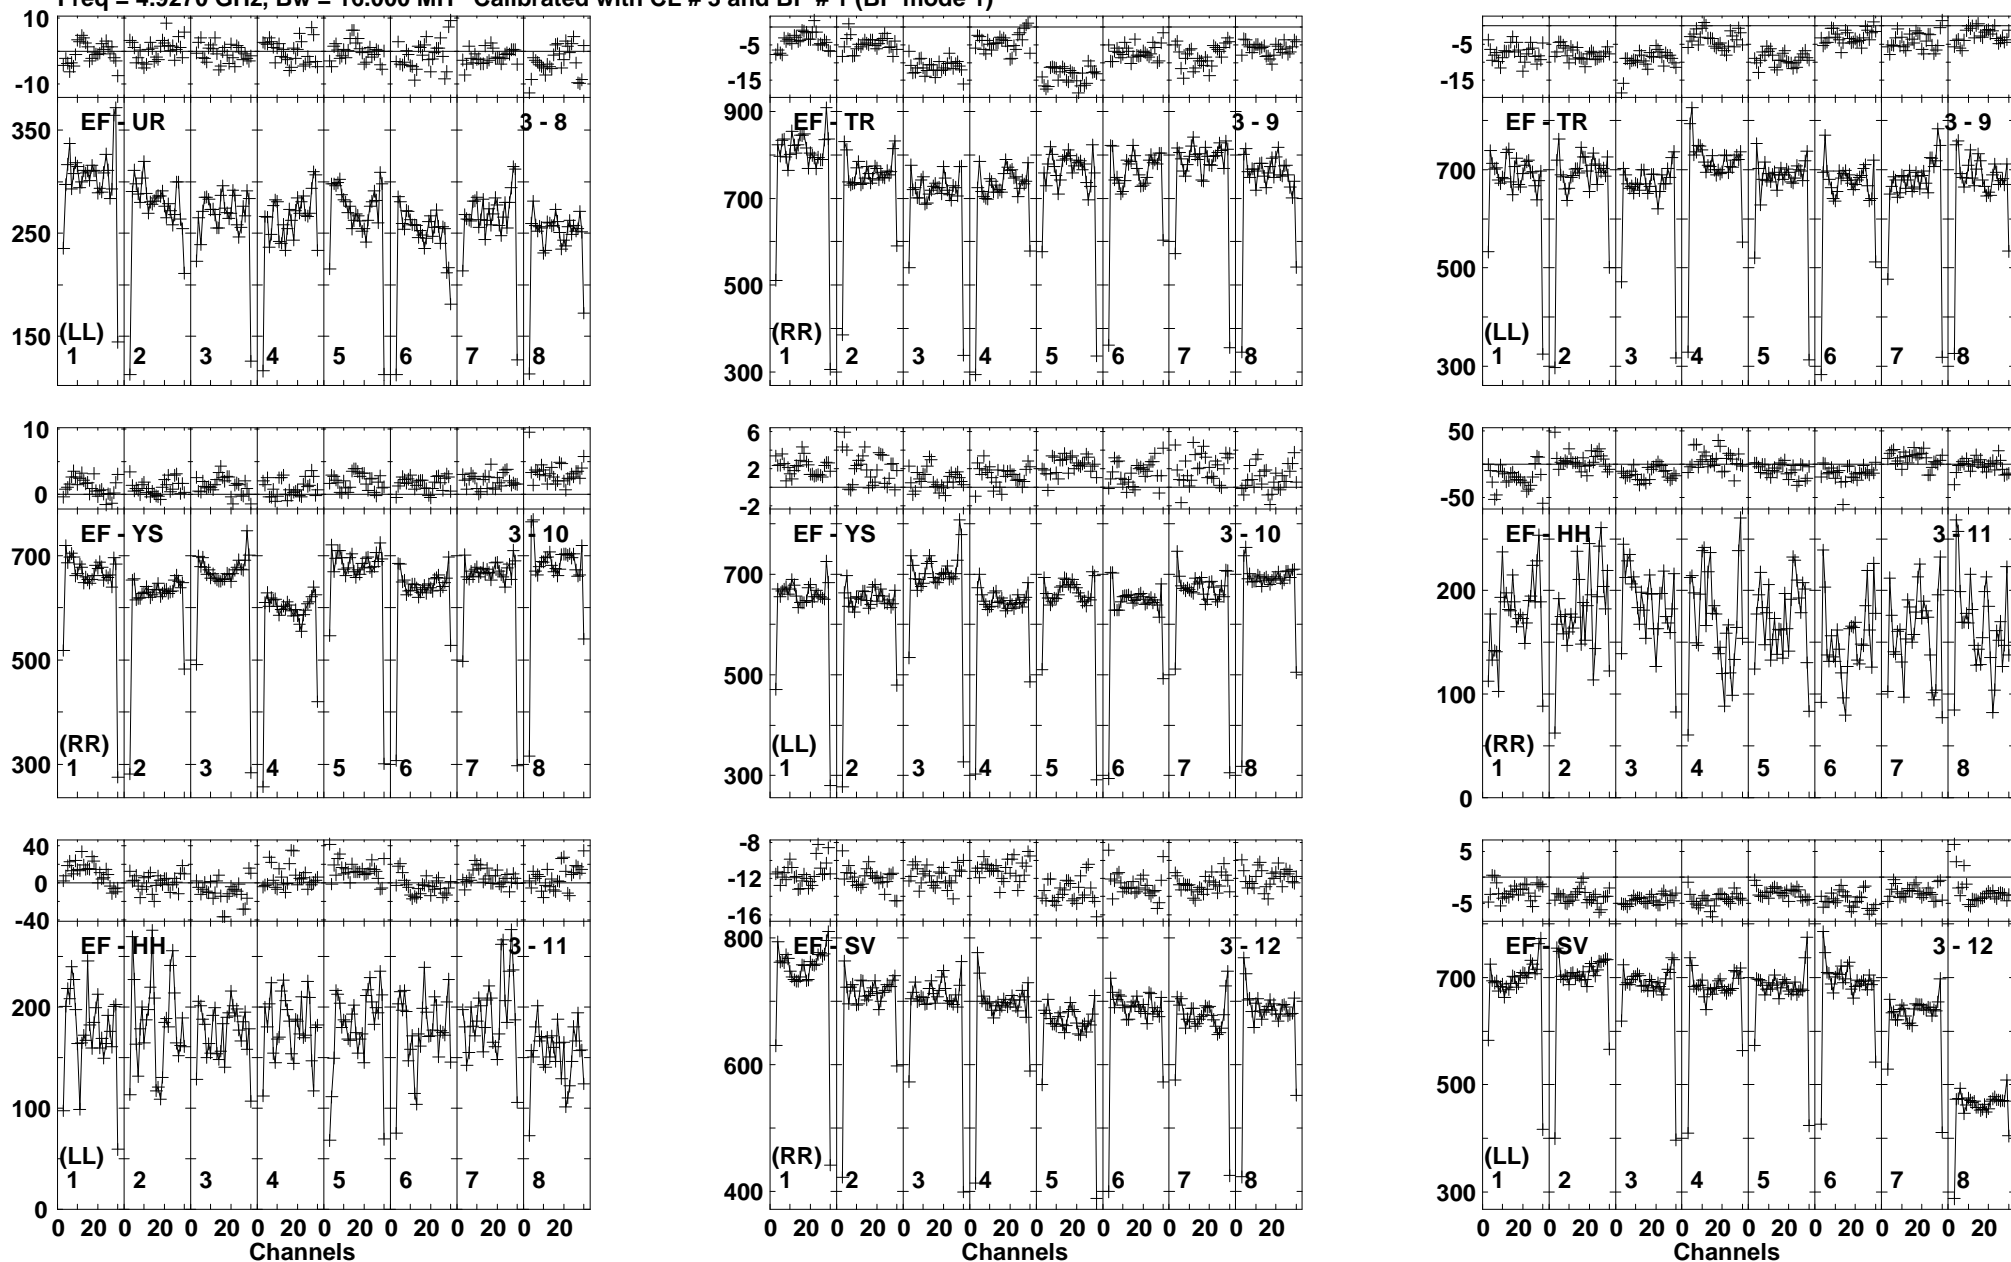 Freq = 4.9270 GHz, Bw = 16.000 MH Calibrated with CL # 3 and BP # 1 (BP mode 1)
10
-10
350
250
150
EF - UR
3 - 8
(LL)
1 2 3 4 5 6 7 8
-5
-15
900
700
500
300
EF - TR
3 - 9
(RR)
1 2 3 4 5 6 7 8
-5
-15
700
500
300
EF - TR
3 - 9
(LL)
1 2 3 4 5 6 7 8
10
0
700
500
300
EF - YS
3 - 10
(RR)
1 2 3 4 5 6 7 8
6
2
-2
700
500
300
EF - YS
3 - 10
(LL)
1 2 3 4 5 6 7 8
50
-50
200
100
0
EF - HH
3 - 11
(RR)
1 2 3 4 5 6 7 8
40
0
-40
200
100
0
EF - HH
3 - 11
(LL)
1 2 3 4 5 6 7 8
0 20 0 20 0 20 0 20 0 20 0 20 0 20 0 20
Channels
-8
-12
-16
800
600
400
EF - SV
3 - 12
(RR)
1 2 3 4 5 6 7 8
0 20 0 20 0 20 0 20 0 20 0 20 0 20 0 20
Channels
5
-5
700
500
300
EF - SV
3 - 12
(LL)
1 2 3 4 5 6 7 8
0 20 0 20 0 20 0 20 0 20 0 20 0 20 0 20
Channels